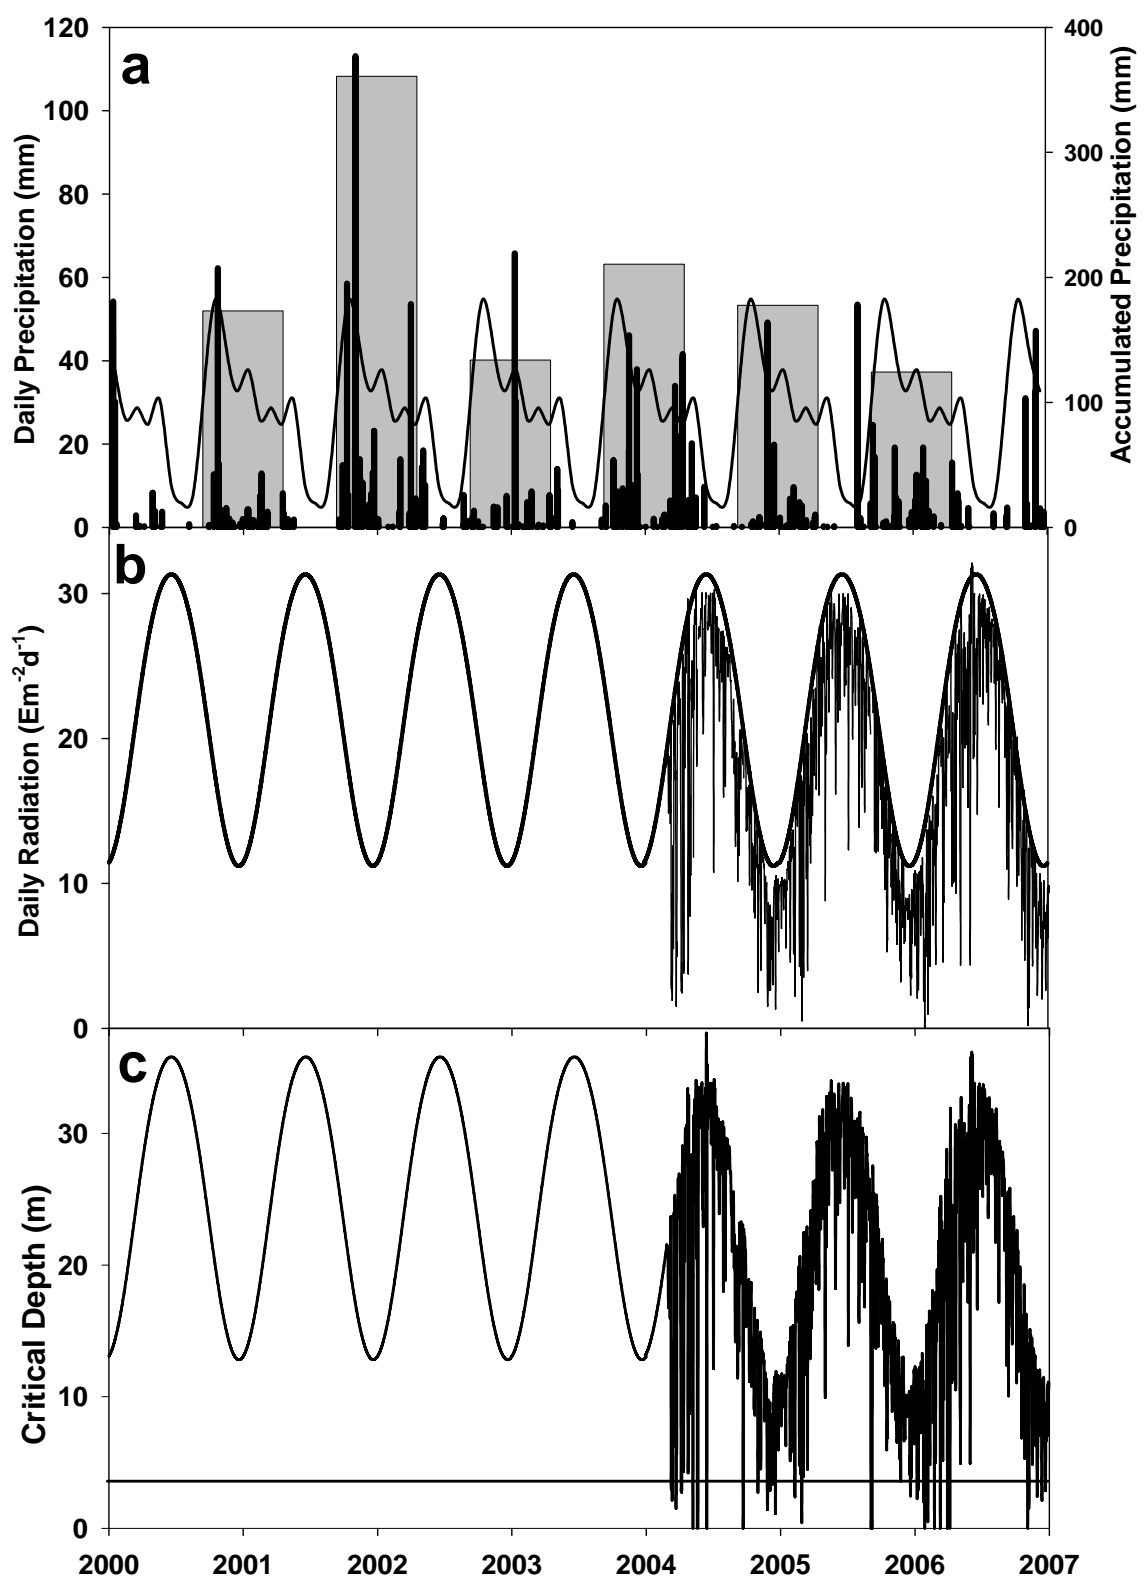 a
120
100
80
60
40
20
0
Daily Precipitation (mm)
400
300
200
100
0
Accumulated Precipitation (mm)
b
30
20
10
0
Daily Radiation (Em⁻²d⁻¹)
c
30
20
10
0
Critical Depth (m)
2000 2001 2002 2003 2004 2005 2006 2007